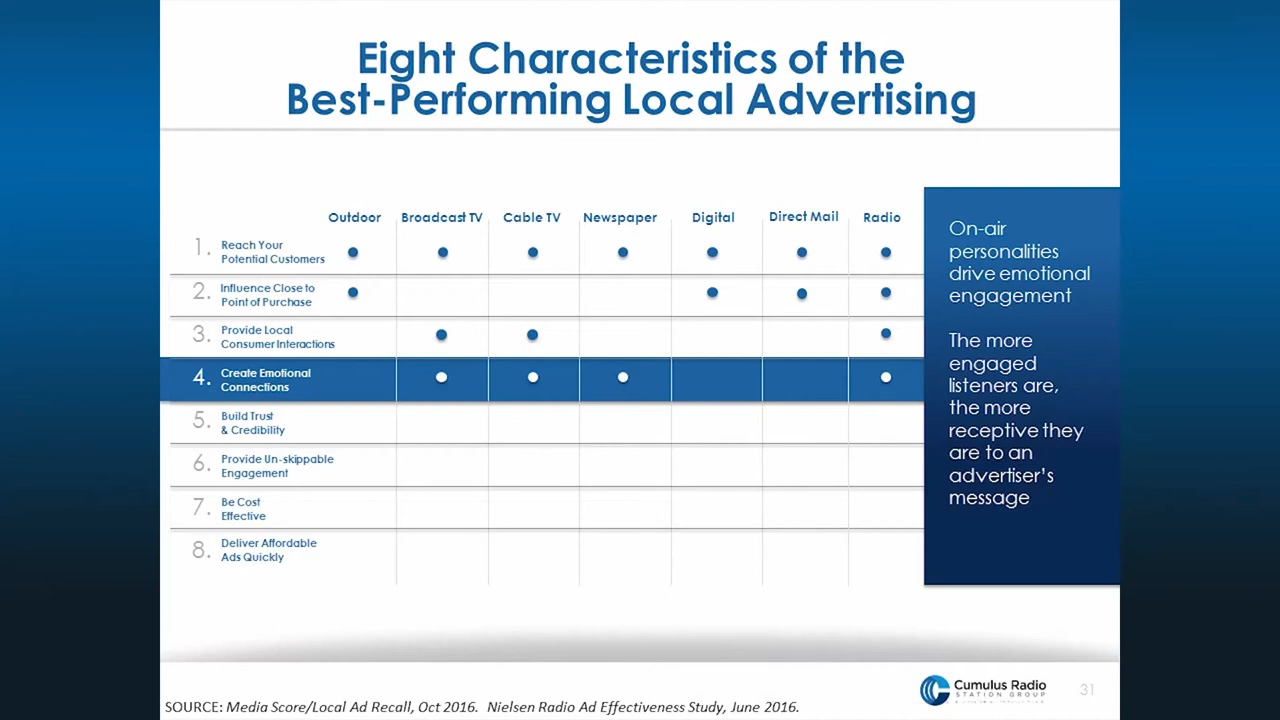 Eight Characteristics of the
Best-Performing Local Advertising
Outdoor Broadcast TV Cable TV Newspaper Digital Direct Mail Radio
1. Reach Your
Potential Customers
2. Influence Close to
Point of Purchase
3. Provide Local
Consumer Interactions
4. Create Emotional
Connections
5. Build Trust
& Credibility
6. Provide Un-skippable
Engagement
7. Be Cost
Effective
8. Deliver Affordable
Ads Quickly
On-air
personalities
drive emotional
engagement
The more
engaged
listeners are,
the more
receptive they
are to an
advertiser's
message
Cumulus Radio
STATION GROUP
31
SOURCE: Media Score/Local Ad Recall, Oct 2016. Nielsen Radio Ad Effectiveness Study, June 2016.